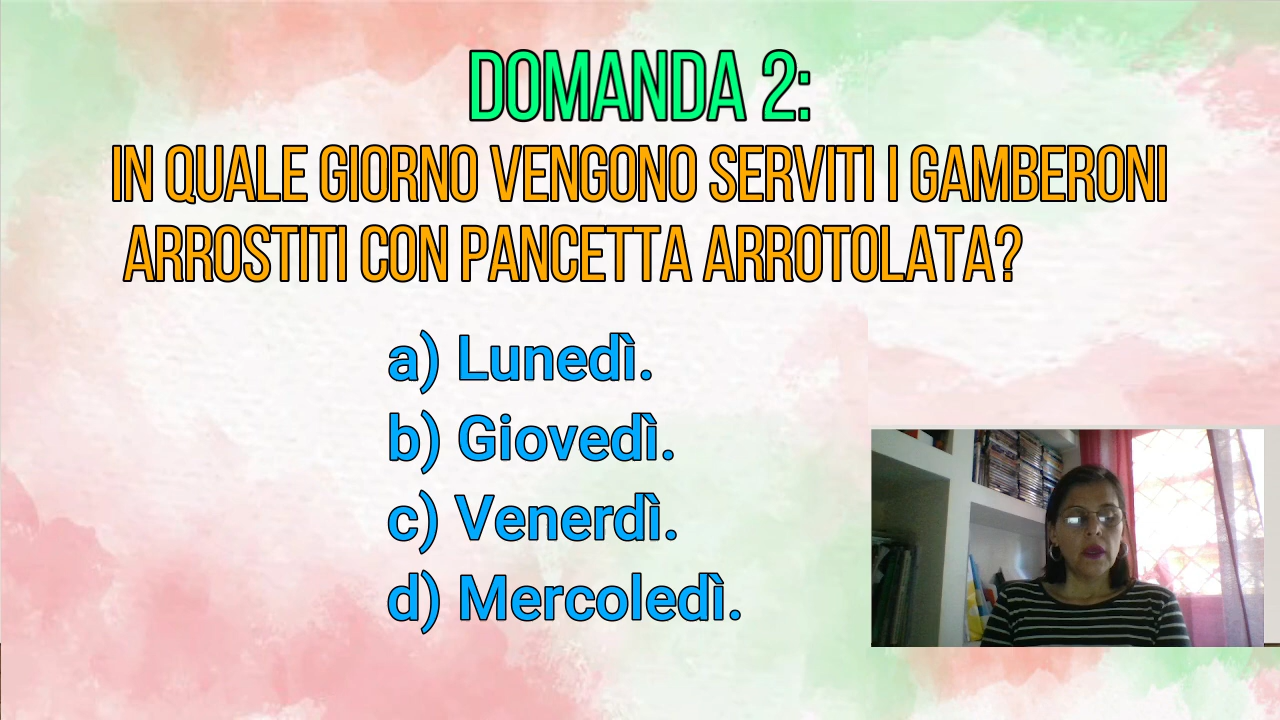 DOMANDA 2:
IN QUALE GIORNO VENGONO SERVITI I GAMBERONI
ARROSTITI CON PANCETTA ARROTOLATA?
a) Lunedì.
b) Giovedì.
c) Venerdì.
d) Mercoledì.